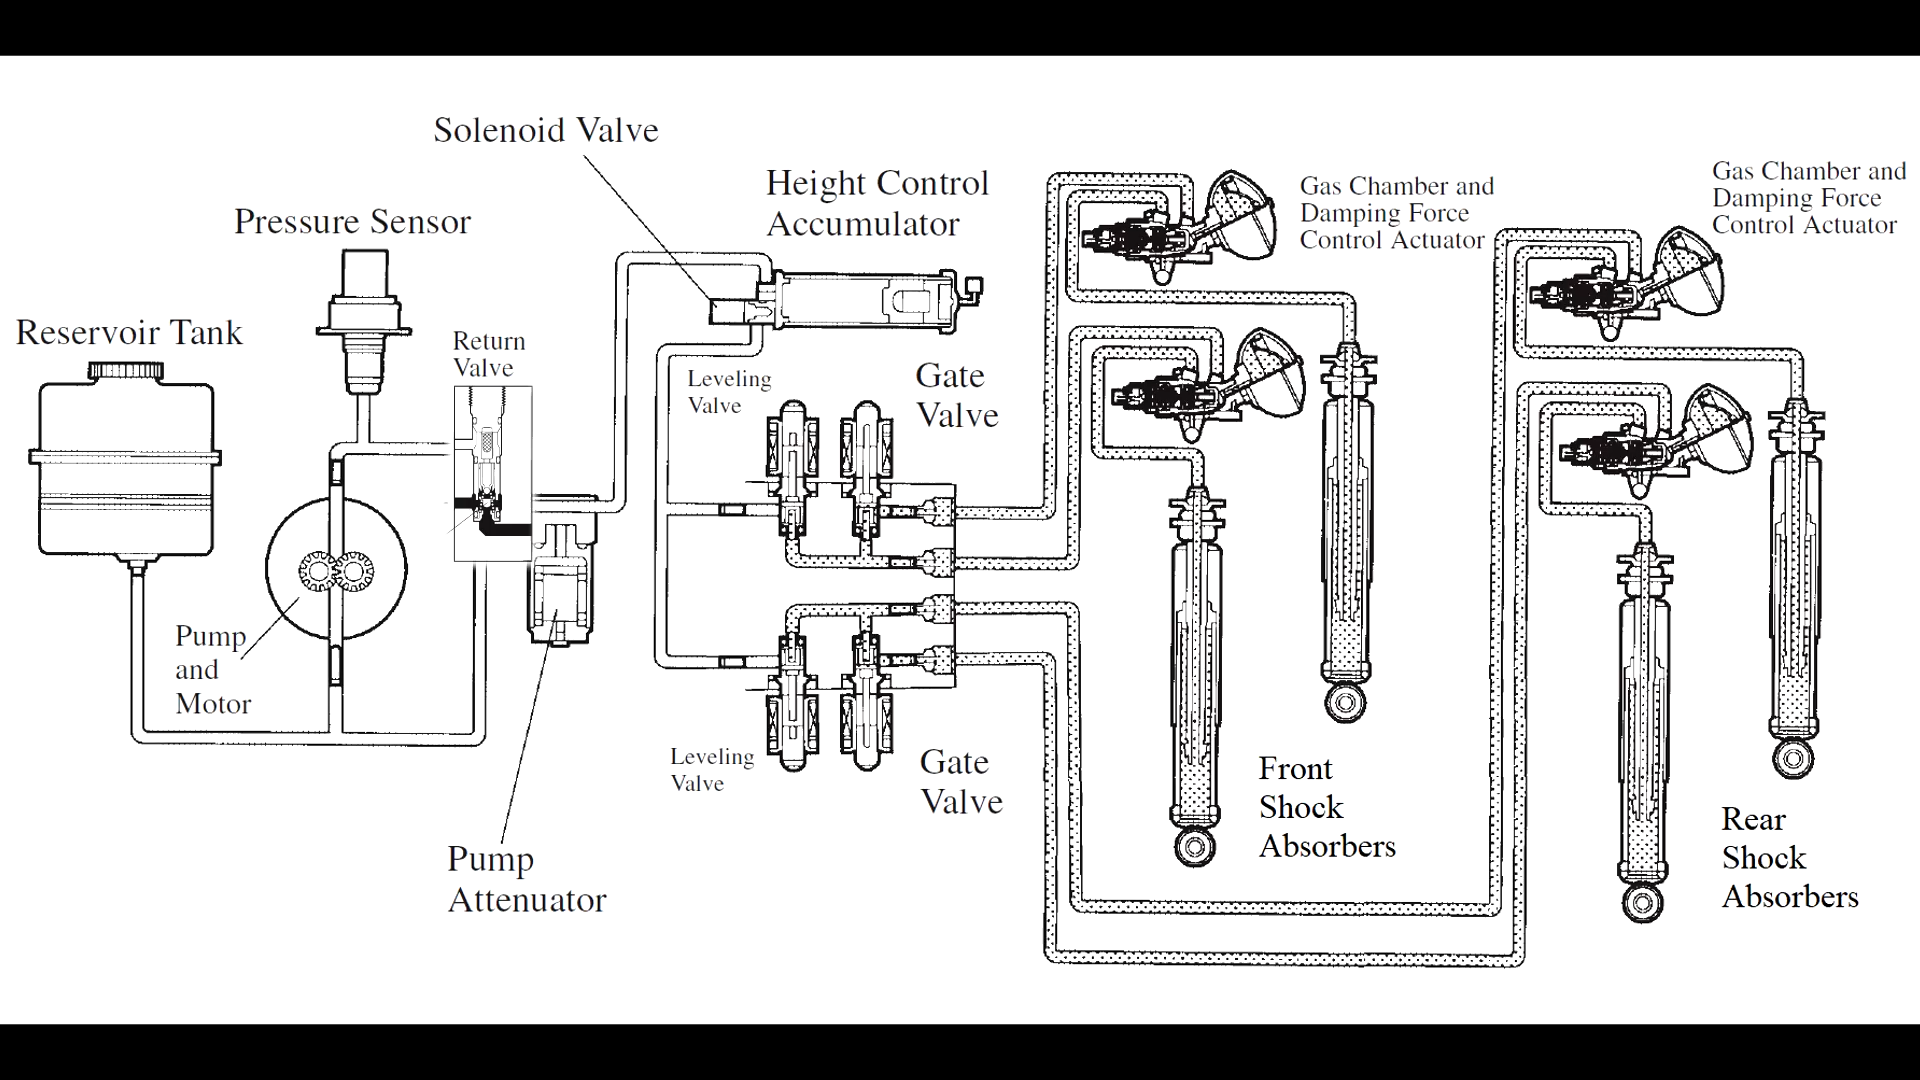 Solenoid Valve
Height Control
Accumulator
Pressure Sensor
Reservoir Tank
Return
Valve
Leveling
Valve
Gate
Valve
Gas Chamber and
Damping Force
Control Actuator
Gas Chamber and
Damping Force
Control Actuator
Pump
and
Motor
Leveling
Valve
Gate
Valve
Pump
Attenuator
Front
Shock
Absorbers
Rear
Shock
Absorbers